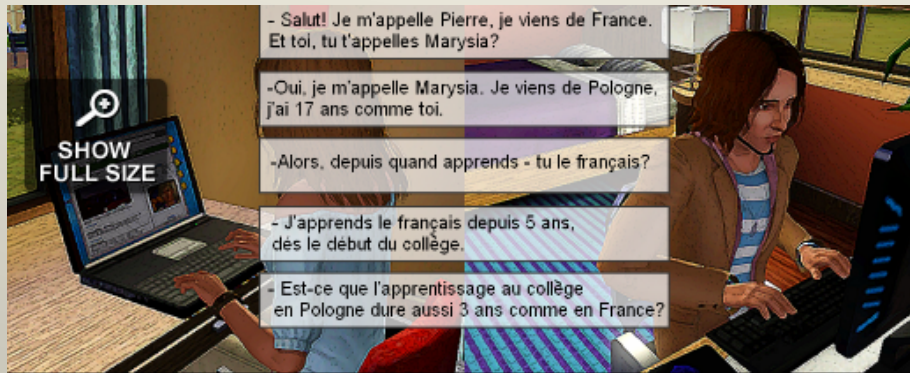 - Salut! Je m'appelle Pierre, je viens de France.
Et toi, tu t'appelles Marysia?
-Oui, je m'appelle Marysia. Je viens de Pologne,
j'ai 17 ans comme toi.
SHOW
FULL SIZE
-Alors, depuis quand apprends - tu le français?
- J'apprends le français depuis 5 ans,
dés le début du collège.
- Est-ce que l'apprentissage au collège
en Pologne dure aussi 3 ans comme en France?